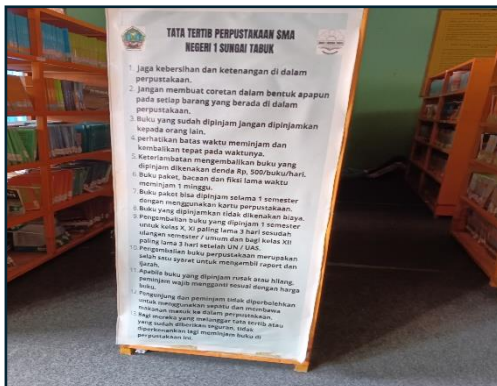 TATA TERTIB PERPUSTAKAAN SMA
NEGERI 1 SUNGAI TABUK
1. Jaga kebersihan dan ketenangan di dalam
perpustakaan.
2. Jangan membuat coretan dalam bentuk apapun
pada setiap barang yang berada di dalam
perpustakaan.
3. Buku yang sudah dipinjam jangan dipinjamkan
kepada orang lain.
4. perhatikan batas waktu meminjam dan
kembalikan tepat pada waktunya.
5. Keterlambatan mengembalikan buku yang
dipinjam dikenakan denda Rp, 500/buku/hari.
6. Buku paket, bacaan dan fiksi lama waktu
meminjam 1 minggu.
7. Buku paket bisa dipinjam selama 1 semester
dengan menggunakan kartu perpustakaan.
8. Buku yang dipinjamkan tidak dikenakan biaya.
9. Pengembalian buku yang dipinjam 1 semester
untuk kelas X, XI paling lama 3 hari sesudah
ulangan semester / umum dan bagi kelas XII
paling lama 3 hari setelah UN / UAS.
10. Pengembalian buku perpustakaan merupakan
salah satu syarat untuk mengambil raport dan
Ijazah.
11. Apabila buku yang dipinjam rusak atau hilang,
peminjam wajib mengganti sesuai dengan harga
buku.
12. Pengunjung dan peminjam tidak diperbolehkan
untuk menggunakan sepatu dan membawa
makanan masuk ke dalam perpustakaan.
13. Bagi mereka yang melanggar tata tertib atau
yang sudah diberikan teguran, tidak
diperkenankan lagi meminjam buku di
perpustakaan ini.